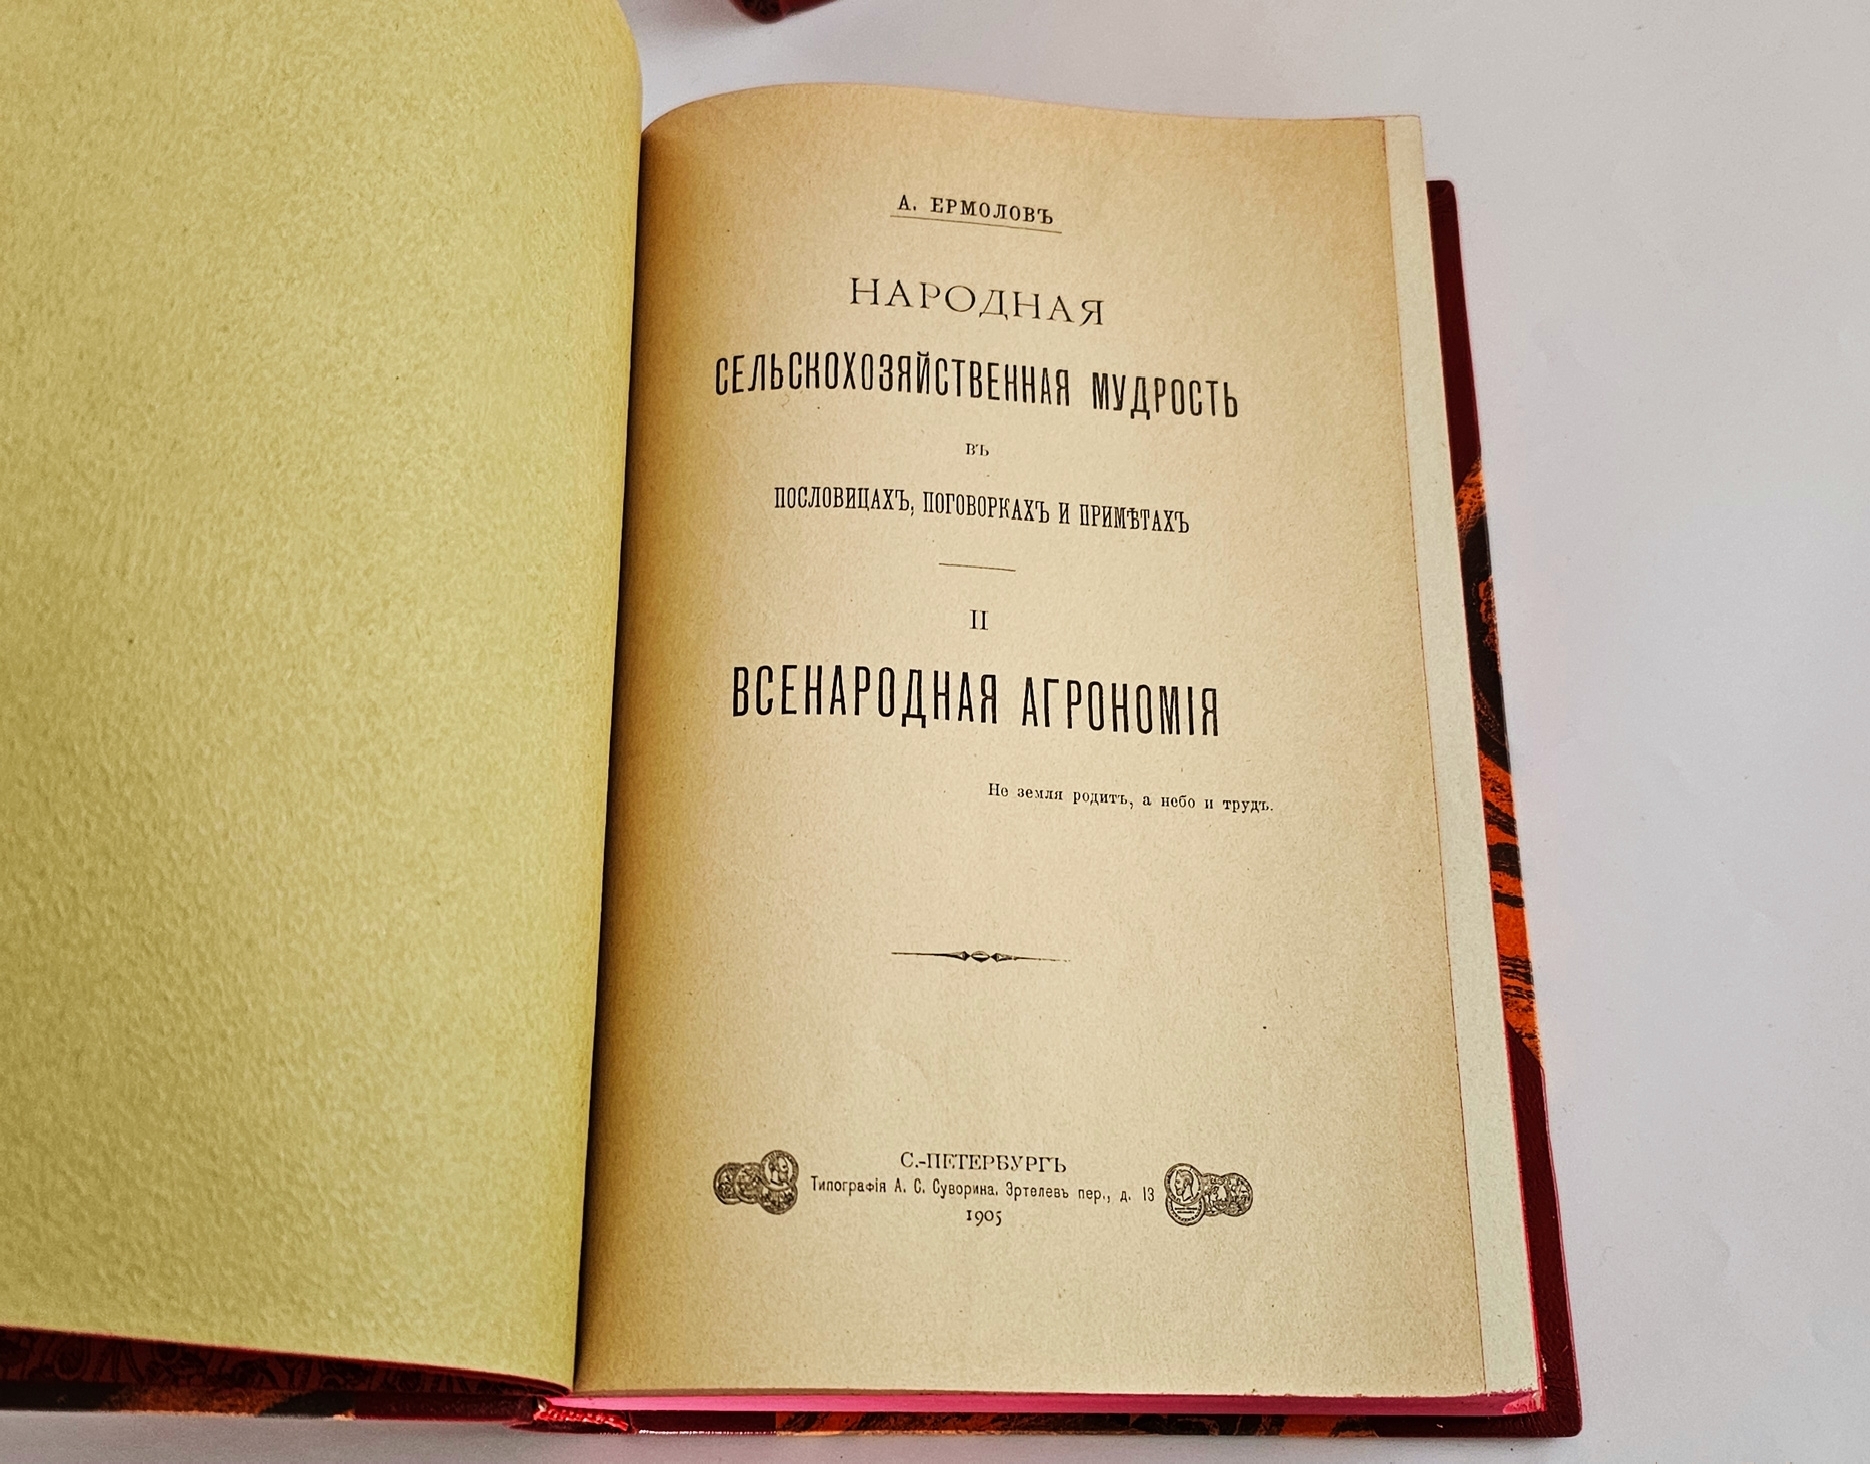 А. ЕРМОЛОВЪ
НАРОДНАЯ
СЕЛЬСКОХОЗЯЙСТВЕННАЯ МУДРОСТЬ
ВЪ
ПОСЛОВИЦАХЪ, ПОГОВОРКАХЪ И ПРИМѢТАХЪ
II
ВСЕНАРОДНАЯ АГРОНОМІЯ
Не земля родитъ, а небо и трудъ.
С.-ПЕТЕРБУРГЪ
Типографія А. С. Суворина. Эртелевъ пер., д. 13
1905